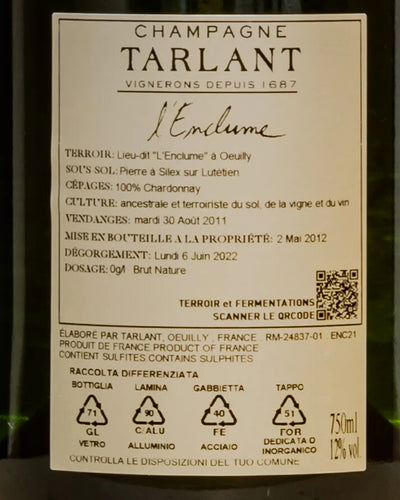 CHAMPAGNE
TARLANT
VIGNERONS DEPUIS 1687
l'Enclume
TERROIR: Lieu-dit "L'Enclume" à Oeuilly
SOUS SOL: Pierre à Silex sur Lutétien
CÉPAGES: 100% Chardonnay
CULTURE: ancestrale et terroiriste du sol, de la vigne et du vin
VENDANGES: mardi 30 Août 2011
MISE EN BOUTEILLE A LA PROPRIÉTÉ: 2 Mai 2012
DÉGORGEMENT: Lundi 6 Juin 2022
DOSAGE: 0g/l Brut Nature
TERROIR et FERMENTATIONS
SCANNER LE QRCODE
ÉLABORÉ PAR TARLANT, OEUILLY, FRANCE. RM-24837-01 ENC21
PRODUIT DE FRANCE PRODUCT OF FRANCE
CONTIENT SULFITES CONTAINS SULPHITES
RACCOLTA DIFFERENZIATA
BOTTIGLIA LAMINA GABBIETTA TAPPO
71 90 40 51
GL C/ALU FE FOR
VETRO ALLUMINIO ACCIAIO DEDICATA O
INORGANICO
750ml
12% vol.
CONTROLLA LE DISPOSIZIONI DEL TUO COMUNE